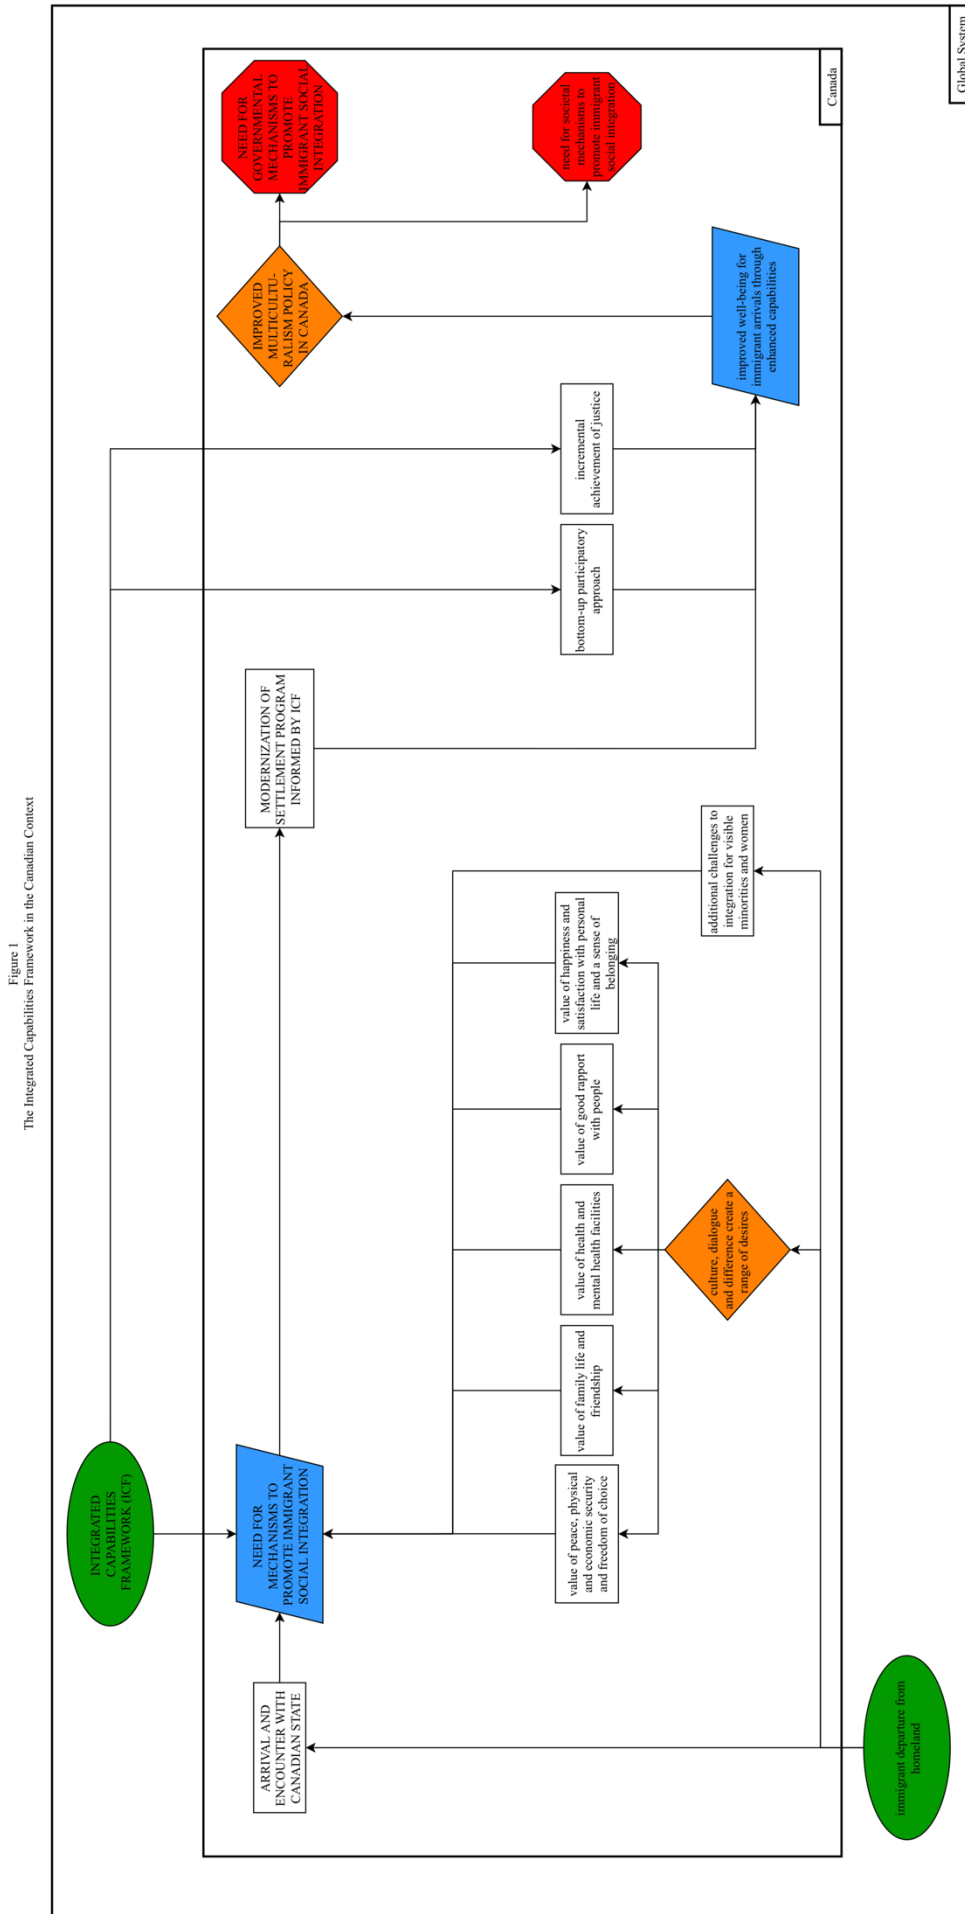 Figure 1
The Integrated Capabilities Framework in the Canadian Context
Global System
Canada
INTEGRATED
CAPABILITIES
FRAMEWORK (ICF)
ARRIVAL AND
ENCOUNTER WITH
CANADIAN STATE
NEED FOR
MECHANISMS TO
PROMOTE IMMIGRANT
SOCIAL INTEGRATION
MODERNIZATION OF
SETTLEMENT PROGRAM
INFORMED BY ICF
IMPROVED
MULTICULTU-
RALISM POLICY
IN CANADA
NEED FOR
GOVERNMENTAL
MECHANISMS TO
PROMOTE
IMMIGRANT SOCIAL
INTEGRATION
value of peace, physical
and economic security
and freedom of choice
value of family life and
friendship
value of health and
mental health facilities
value of good rapport
with people
value of happiness and
satisfaction with personal
life and a sense of
belonging
bottom-up participatory
approach
incremental
achievement of justice
need for societal
mechanisms to
promote immigrant
social integration
culture, dialogue
and difference create a
range of desires
additional challenges to
integration for visible
minorities and women
improved well-being for
immigrant arrivals through
enhanced capabilities
immigrant departure from
homeland